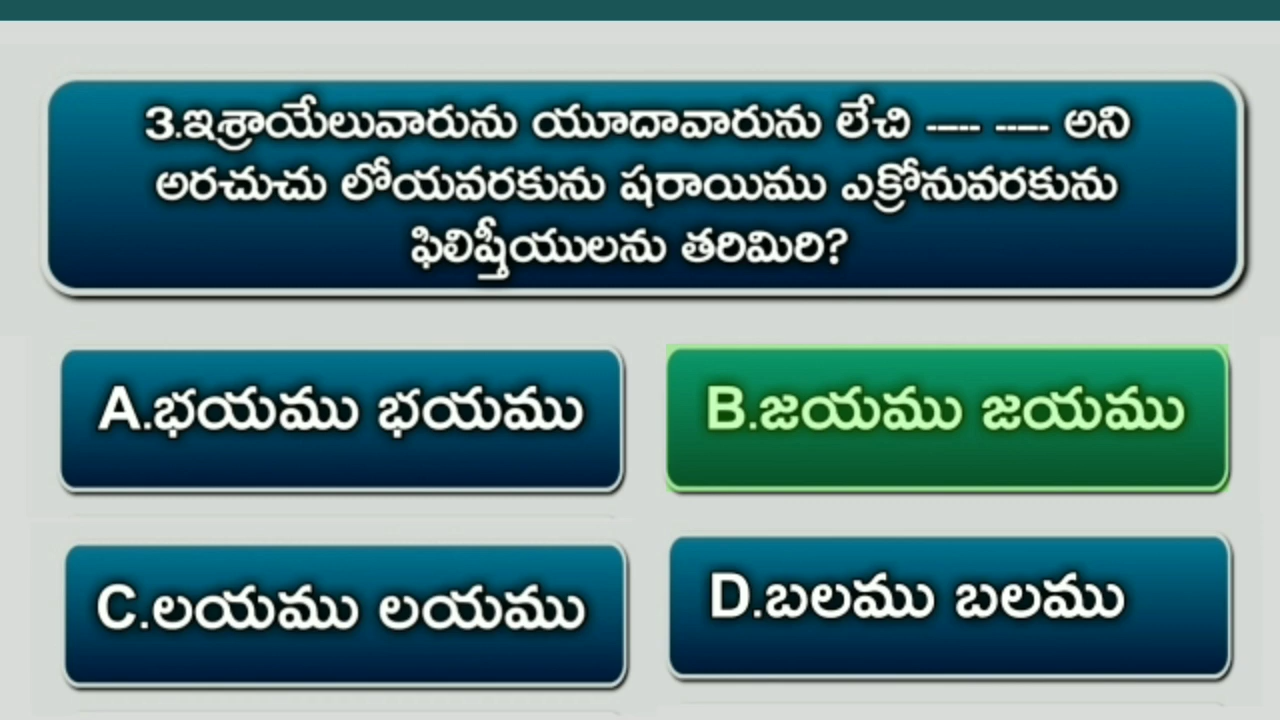 3.ఇశ్రాయేలువారును యూదావారును లేచి ----- ----- అని
అరచుచు లోయవరకును షరాయిము ఎక్రోనువరకును
ఫిలిష్తీయులను తరిమిరి?
A.భయము భయము
B.జయము జయము
C.లయము లయము
D.బలము బలము